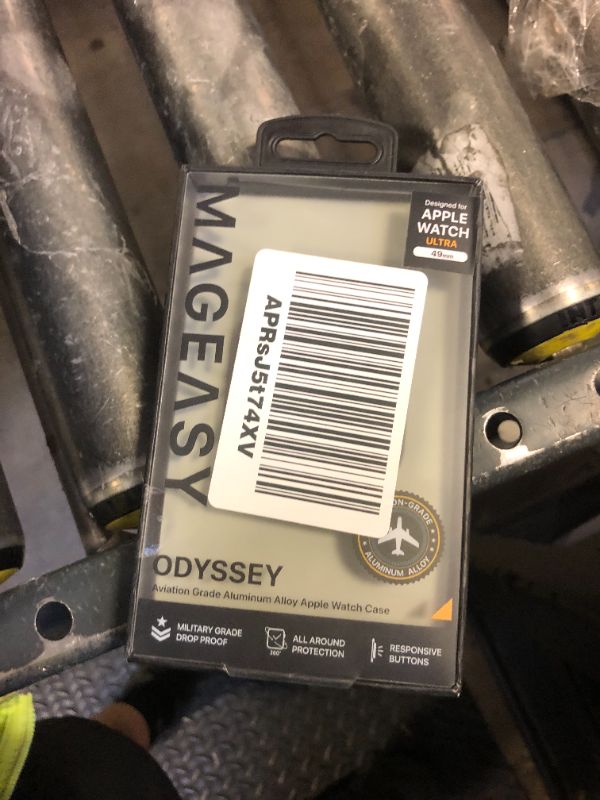 Designed for
APPLE
WATCH
ULTRA
49mm
MAGEASY
APRsJ5t74XV
ALUMINUM ALLOY
ODYSSEY
Aviation Grade Aluminum Alloy Apple Watch Case
MILITARY GRADE
DROP PROOF
360°
ALL AROUND
PROTECTION
RESPONSIVE
BUTTONS